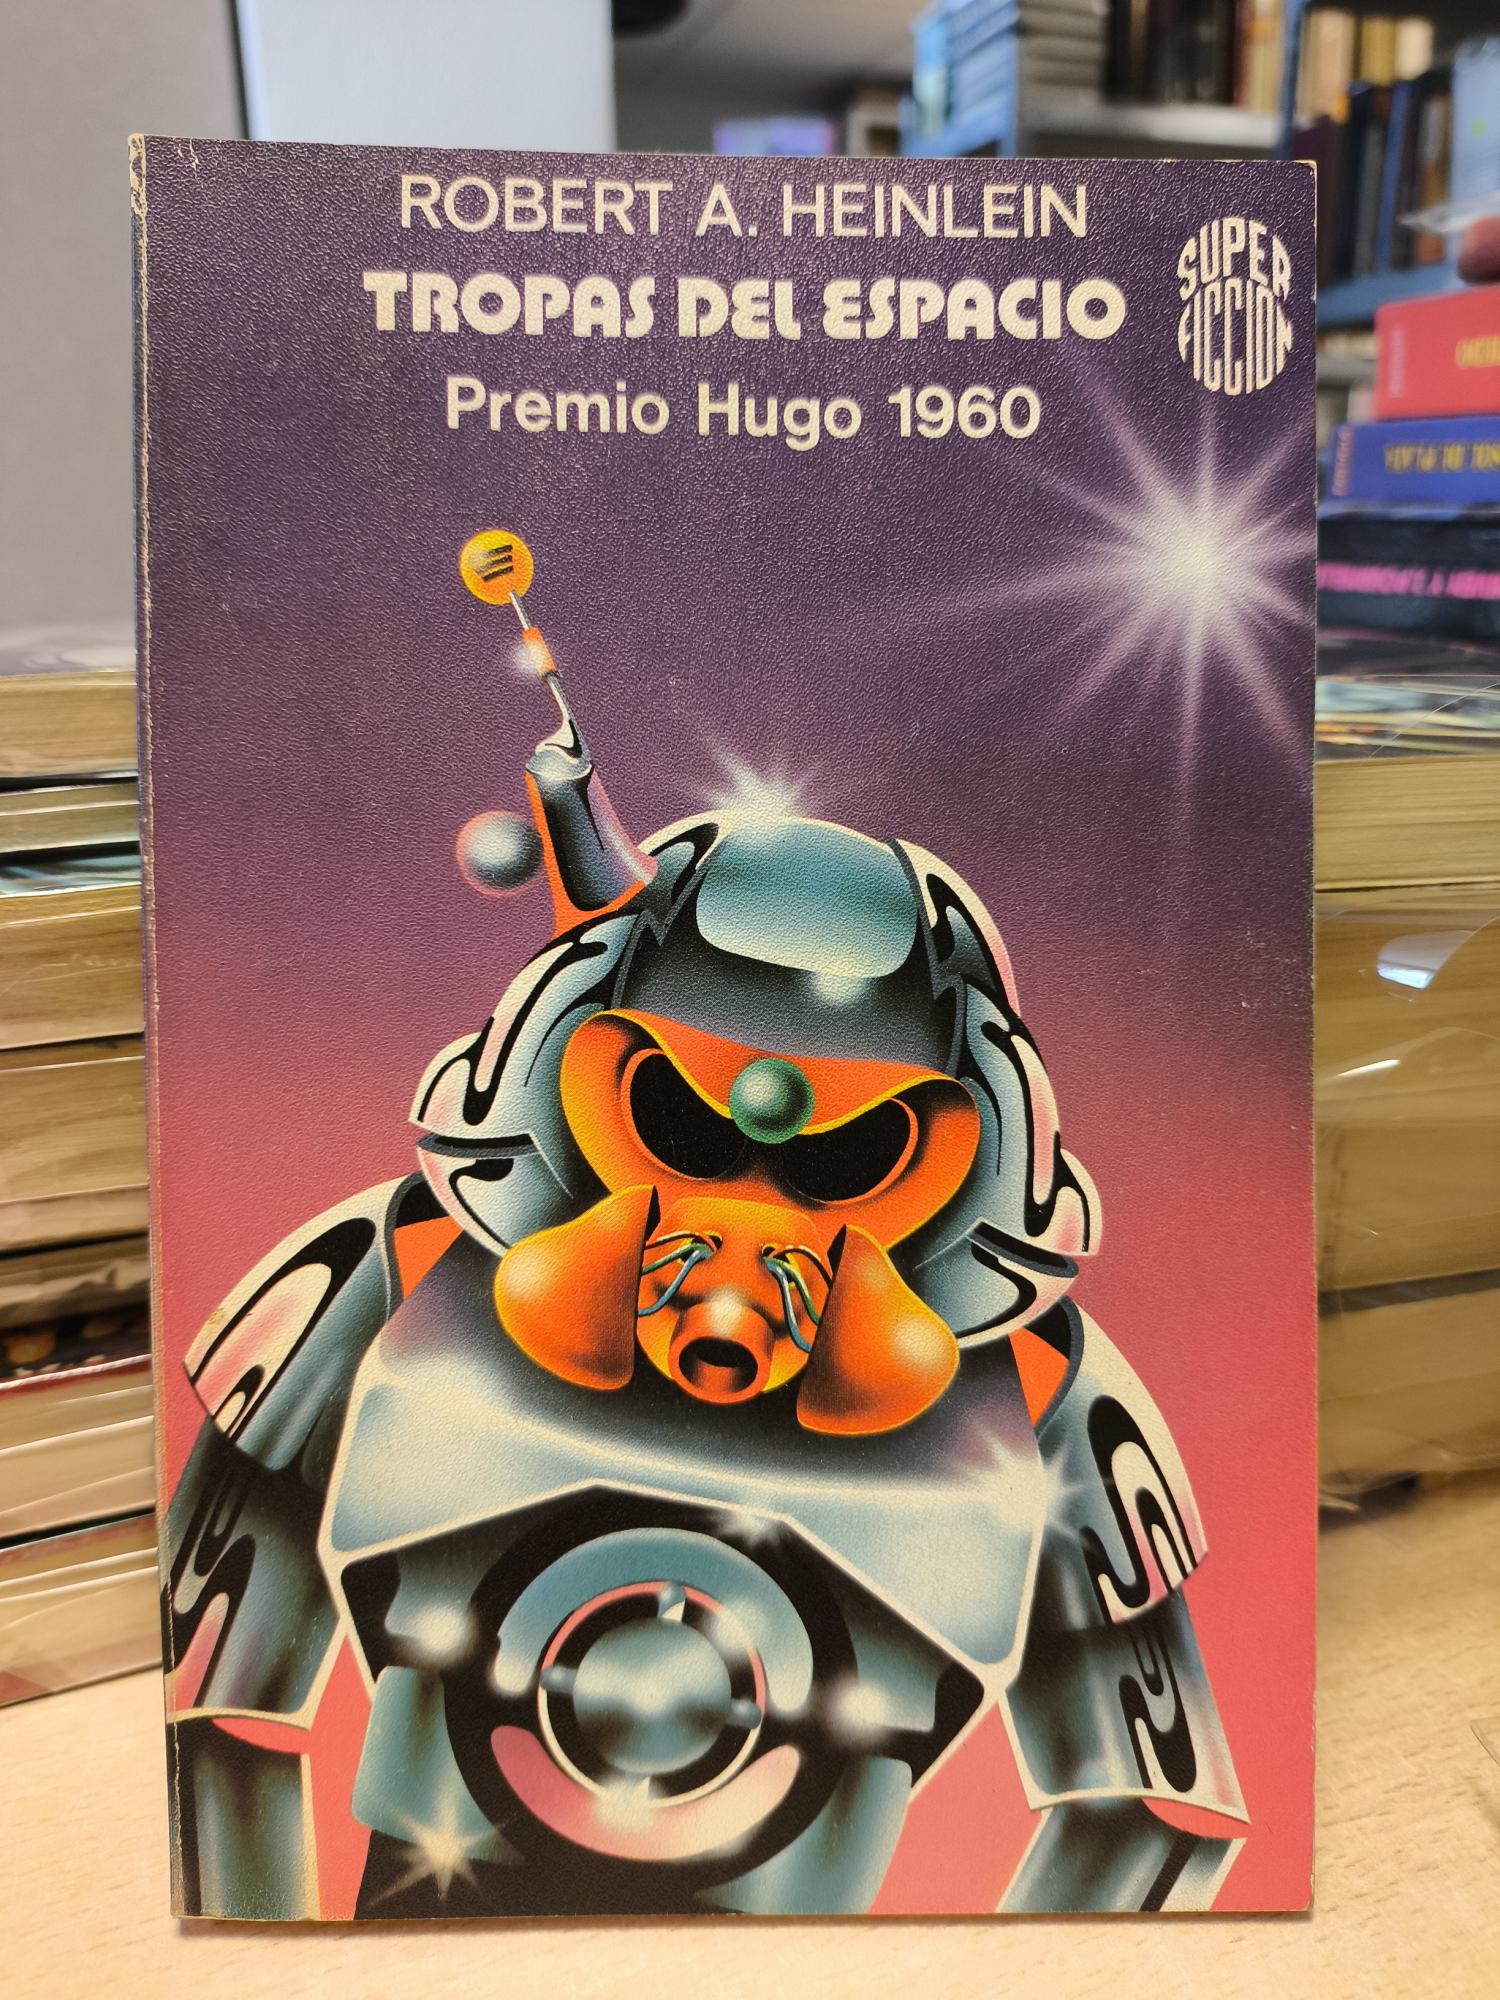 ROBERT A. HEINLEIN
TROPAS DEL ESPACIO
Premio Hugo 1960
SUPER
FICCION